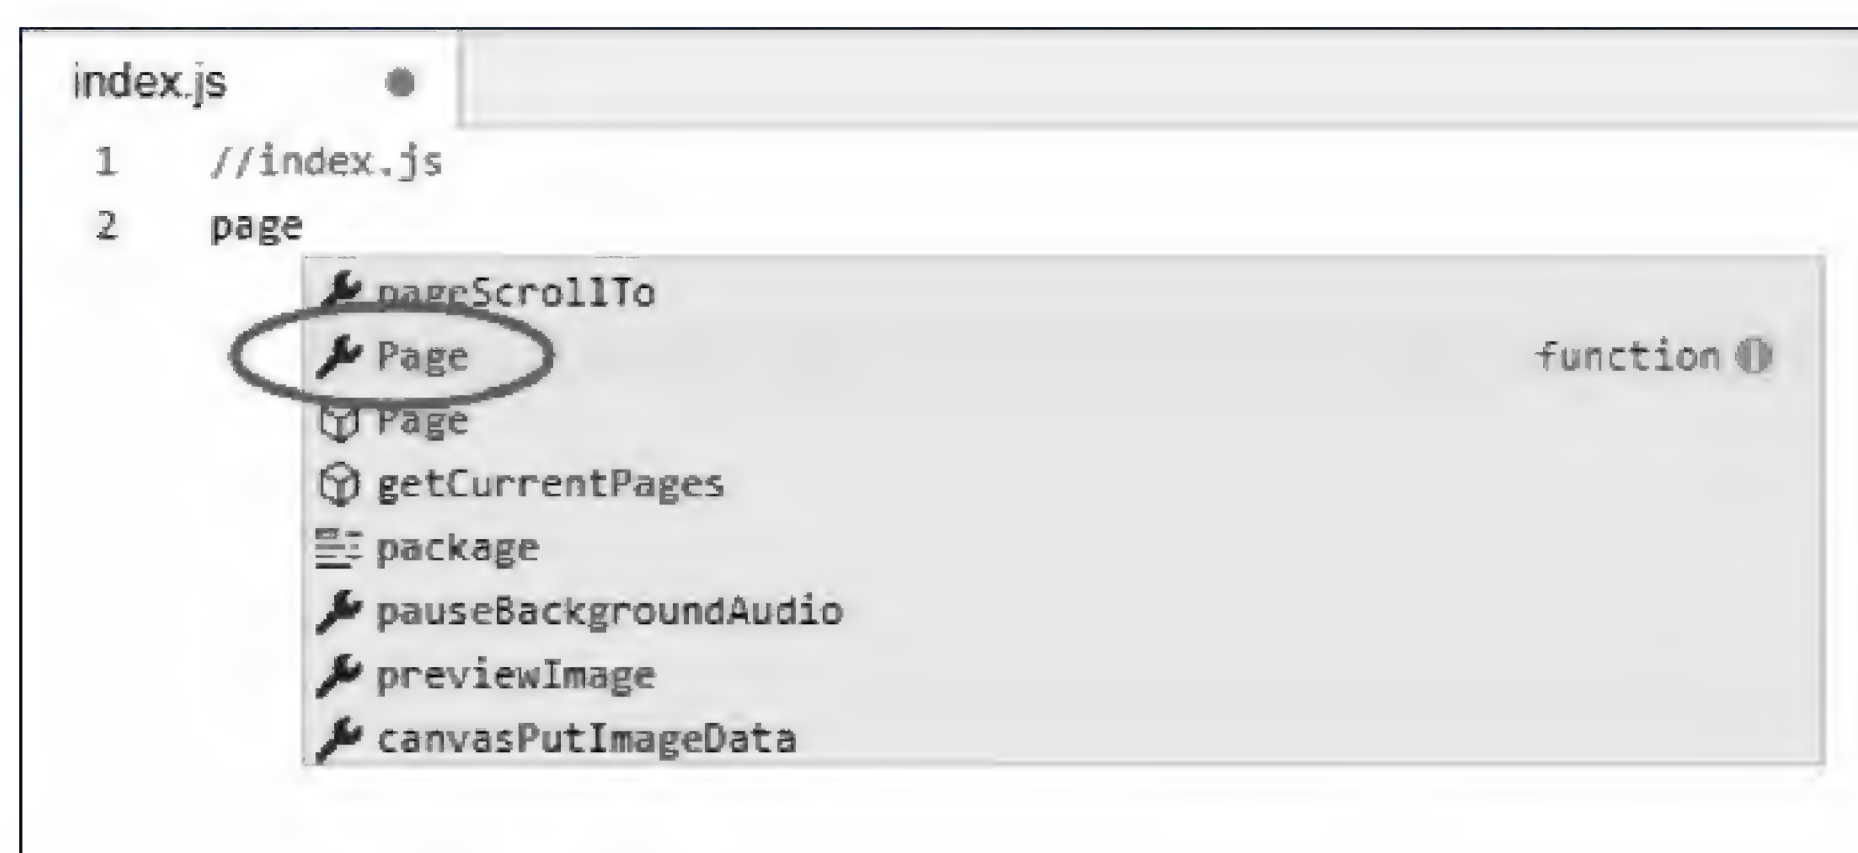 index.js
1 //index.js
2 page
pageScrollTo
Page function
Page
getCurrentPages
package
pauseBackgroundAudio
previewImage
canvasPutImageData